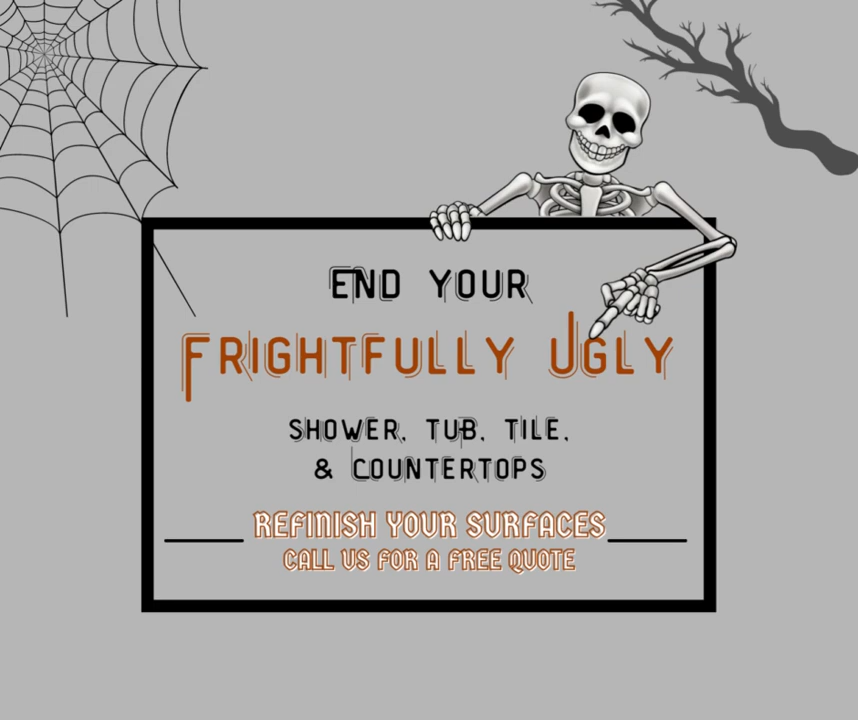 END YOUR
FRIGHTFULLY UGLY
SHOWER, TUB, TILE,
& COUNTERTOPS
REFINISH YOUR SURFACES
CALL US FOR A FREE QUOTE